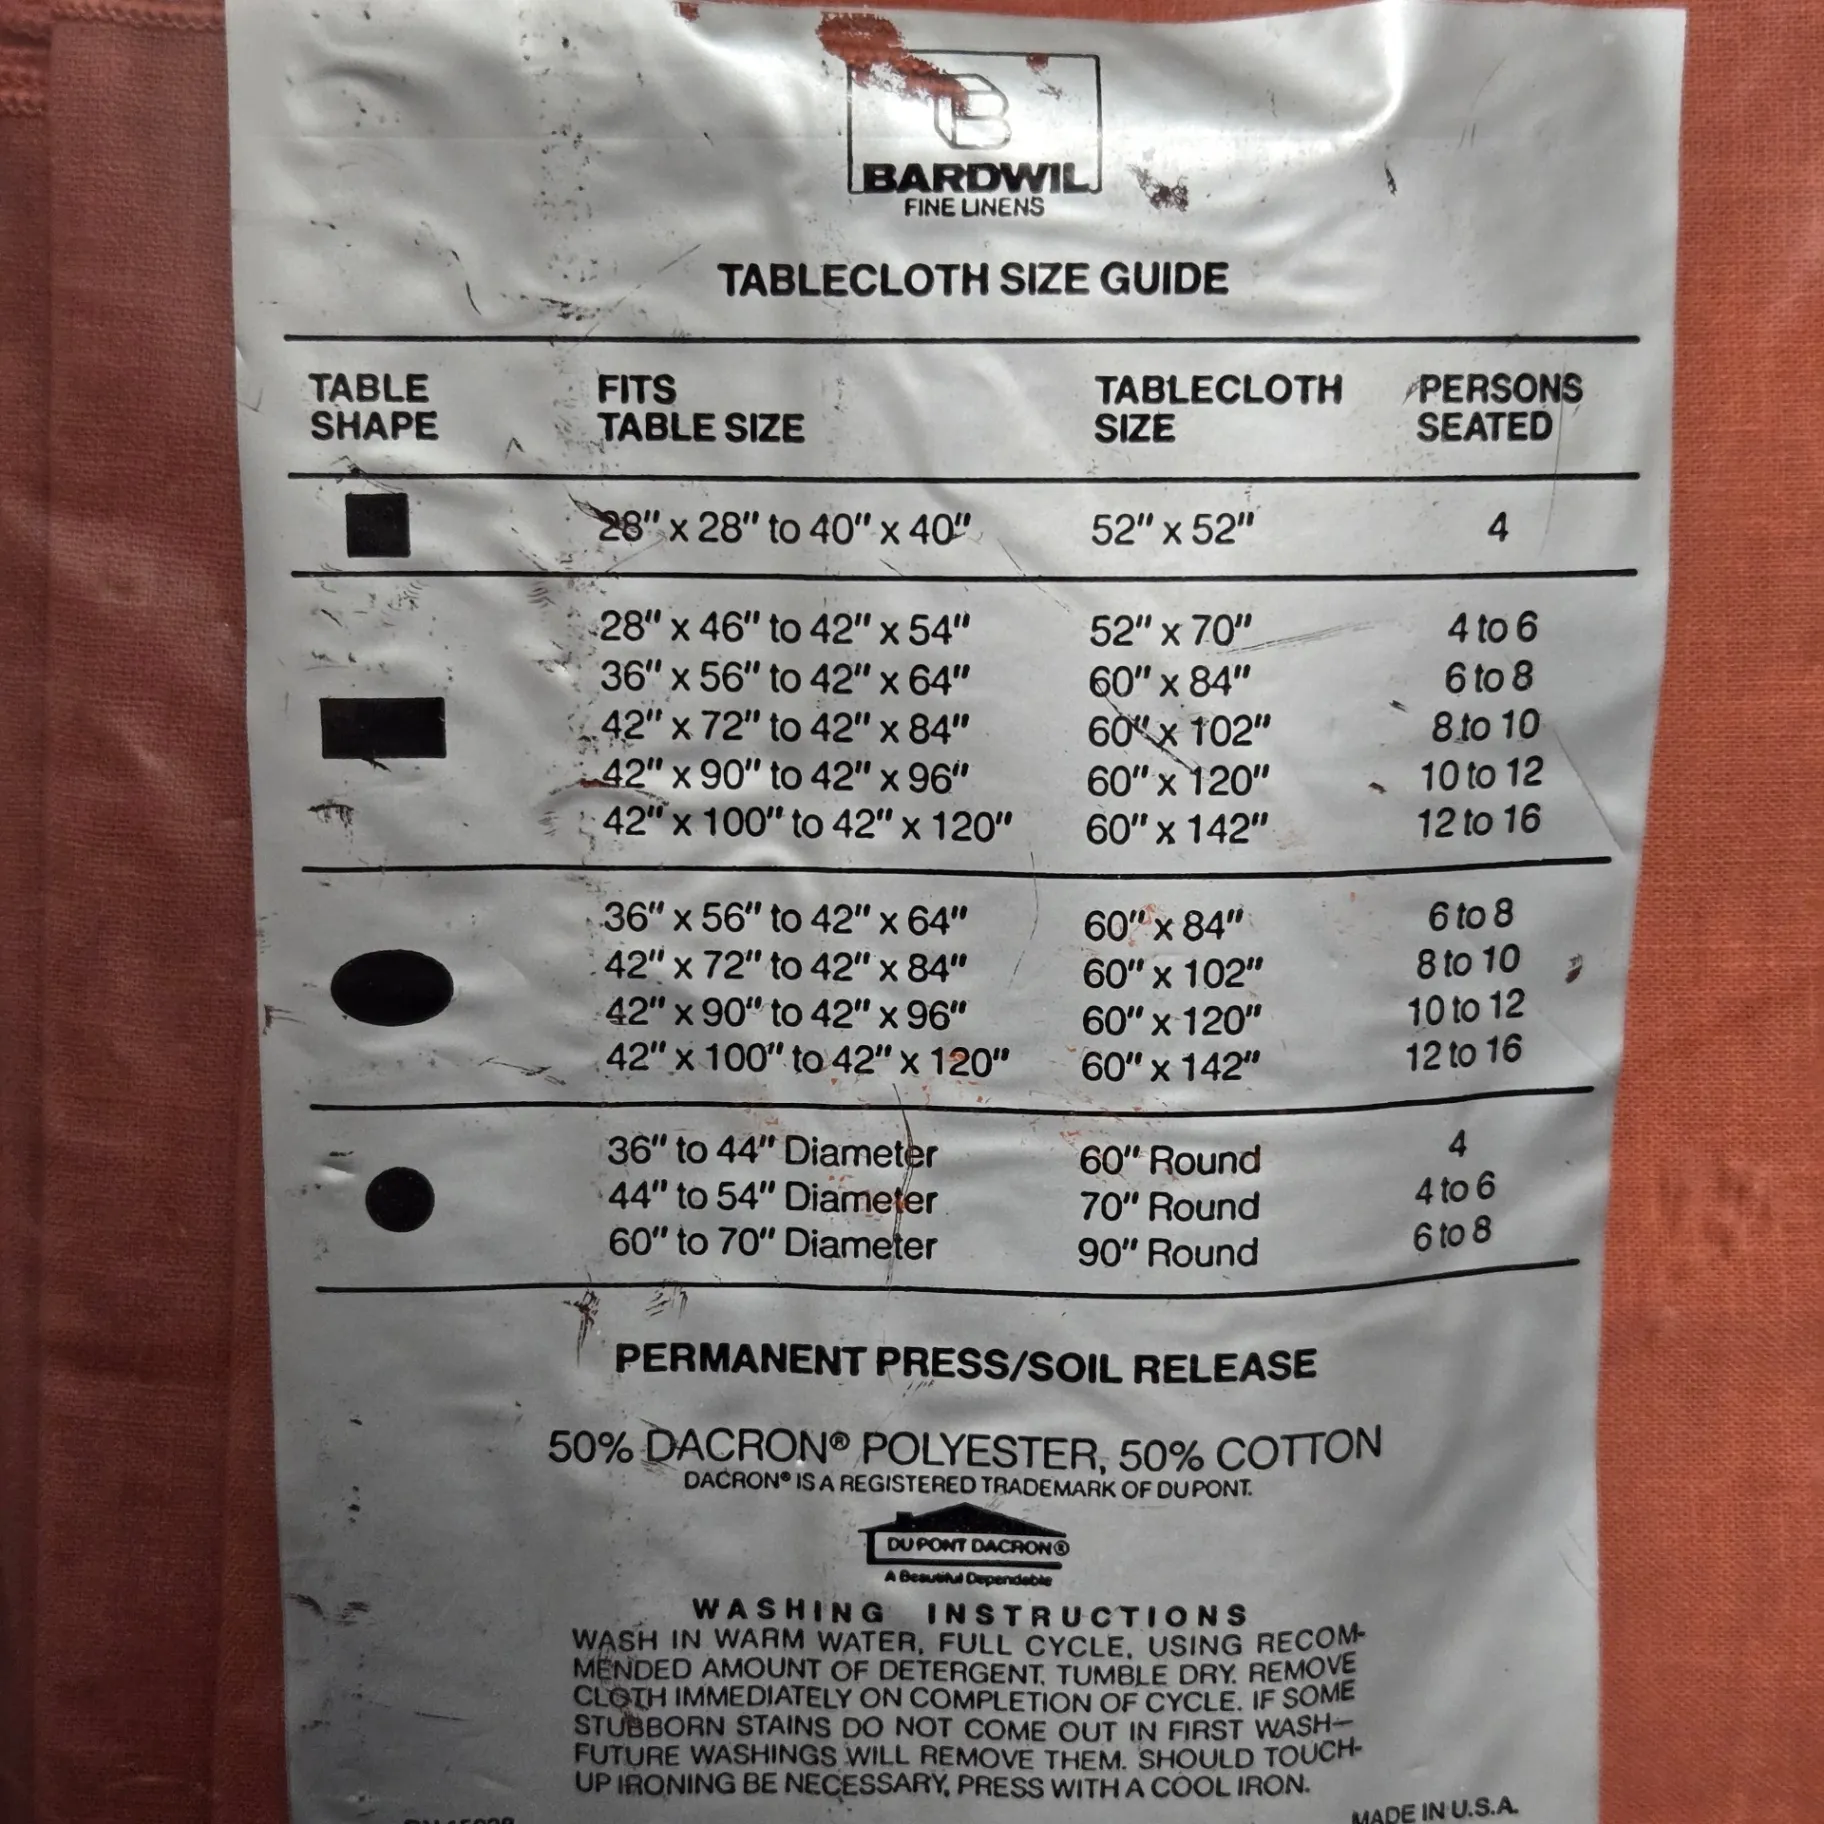 BARDWIL
FINE LINENS
TABLECLOTH SIZE GUIDE
TABLE SHAPE FITS TABLE SIZE TABLECLOTH SIZE PERSONS SEATED
28" x 28" to 40" x 40" 52" x 52" 4
28" x 46" to 42" x 54" 52" x 70" 4 to 6
36" x 56" to 42" x 64" 60" x 84" 6 to 8
42" x 72" to 42" x 84" 60" x 102" 8 to 10
42" x 90" to 42" x 96" 60" x 120" 10 to 12
42" x 100" to 42" x 120" 60" x 142" 12 to 16
36" x 56" to 42" x 64" 60" x 84" 6 to 8
42" x 72" to 42" x 84" 60" x 102" 8 to 10
42" x 90" to 42" x 96" 60" x 120" 10 to 12
42" x 100" to 42" x 120" 60" x 142" 12 to 16
36" to 44" Diameter 60" Round 4
44" to 54" Diameter 70" Round 4 to 6
60" to 70" Diameter 90" Round 6 to 8
PERMANENT PRESS/SOIL RELEASE
50% DACRON® POLYESTER, 50% COTTON
DACRON® IS A REGISTERED TRADEMARK OF DU PONT.
DU PONT DACRON®
A Beautiful Dependable
WASHING INSTRUCTIONS
WASH IN WARM WATER, FULL CYCLE, USING RECOM-
MENDED AMOUNT OF DETERGENT. TUMBLE DRY. REMOVE
CLOTH IMMEDIATELY ON COMPLETION OF CYCLE. IF SOME
STUBBORN STAINS DO NOT COME OUT IN FIRST WASH—
FUTURE WASHINGS WILL REMOVE THEM. SHOULD TOUCH-
UP IRONING BE NECESSARY, PRESS WITH A COOL IRON.
MADE IN U.S.A.